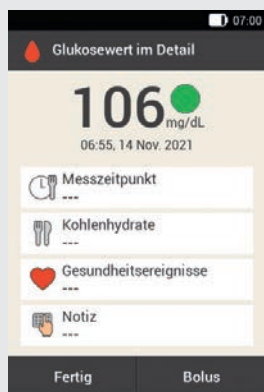 07:00
Glukosewert im Detail
106
mg/dL
06:55, 14 Nov. 2021
Messzeitpunkt
---
Kohlenhydrate
---
Gesundheitsereignisse
---
Notiz
---
Fertig Bolus